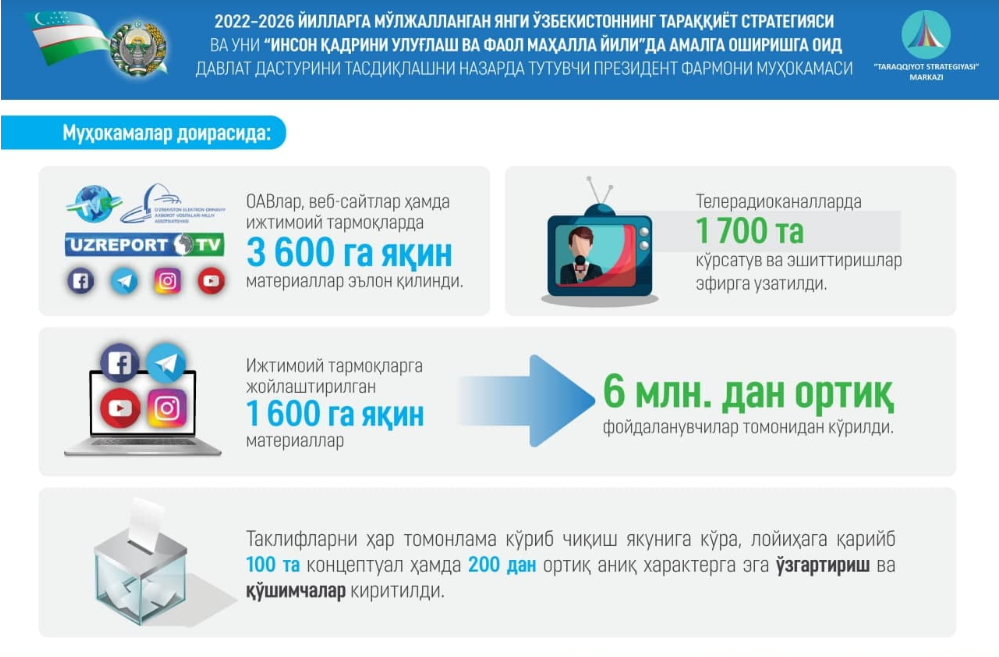 2022–2026 ЙИЛЛАРГА МЎЛЖАЛЛАНГАН ЯНГИ ЎЗБЕКИСТОННИНГ ТАРАҚҚИЁТ СТРАТЕГИЯСИ
ВА УНИ “ИНСОН ҚАДРИНИ УЛУҒЛАШ ВА ФАОЛ МАҲАЛЛА ЙИЛИ”ДА АМАЛГА ОШИРИШГА ОИД
ДАВЛАТ ДАСТУРИНИ ТАСДИҚЛАШНИ НАЗАРДА ТУТУВЧИ ПРЕЗИДЕНТ ФАРМОНИ МУҲОКАМАСИ
“TARAQQIYOT STRATEGIYASI”
MARKAZI
Муҳокамалар доирасида:
UZREPORT TV
ОАВлар, веб-сайтлар ҳамда
ижтимоий тармоқларда
3 600 га яқин
материаллар эълон қилинди.
Телерадиоканалларда
1 700 та
кўрсатув ва эшиттиришлар
эфирга узатилди.
Ижтимоий тармоқларга
жойлаштирилган
1 600 га яқин
материаллар
6 млн. дан ортиқ
фойдаланувчилар томонидан кўрилди.
Таклифларни ҳар томонлама кўриб чиқиш якунига кўра, лойиҳага қарийб
100 та концептуал ҳамда 200 дан ортиқ аниқ характерга эга ўзгартириш ва
қўшимчалар киритилди.